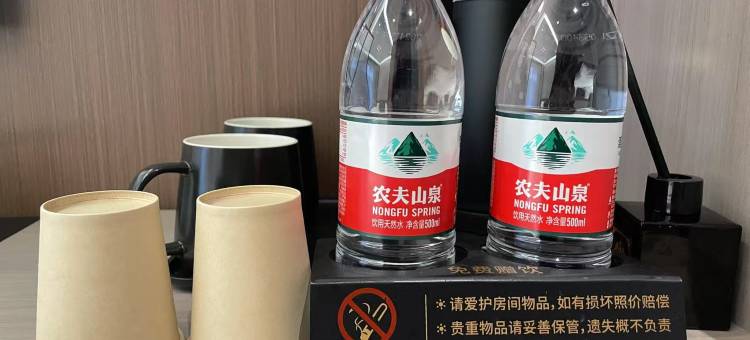 农夫山泉
NONGFU SPRING
饮用天然水 净含量500ml
农夫山泉
NONGFU SPRING
饮用天然水 净含量500ml
免费赠饮
※请爱护房间物品,如有损坏照价赔偿
※贵重物品请妥善保管,遗失概不负责